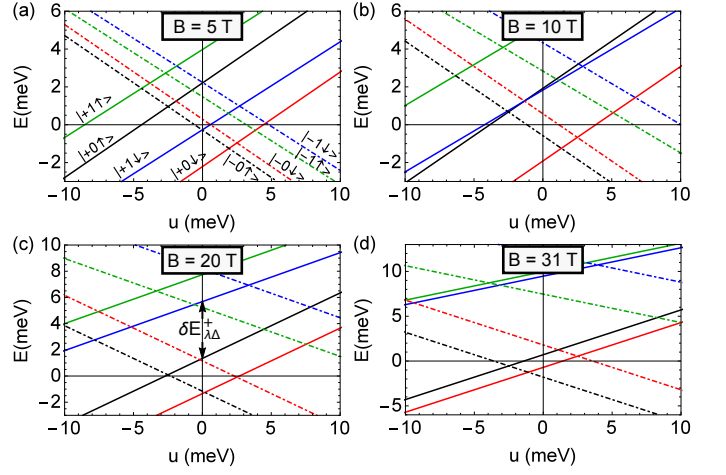 (a)
B = 5 T
E(meV)
6
4
2
0
−2
|+1↑>
|+0↑>
|+1↓>
|+0↓>
|−0↑>
|−0↓>
|−1↑>
|−1↓>
−10
−5
0
5
10
u (meV)
(b)
B = 10 T
E(meV)
6
4
2
0
−2
−10
−5
0
5
10
u (meV)
(c)
B = 20 T
E(meV)
10
8
6
4
2
0
−2
δE⁺λΔ
−10
−5
0
5
10
u (meV)
(d)
B = 31 T
E(meV)
10
5
0
−5
−10
−5
0
5
10
u (meV)